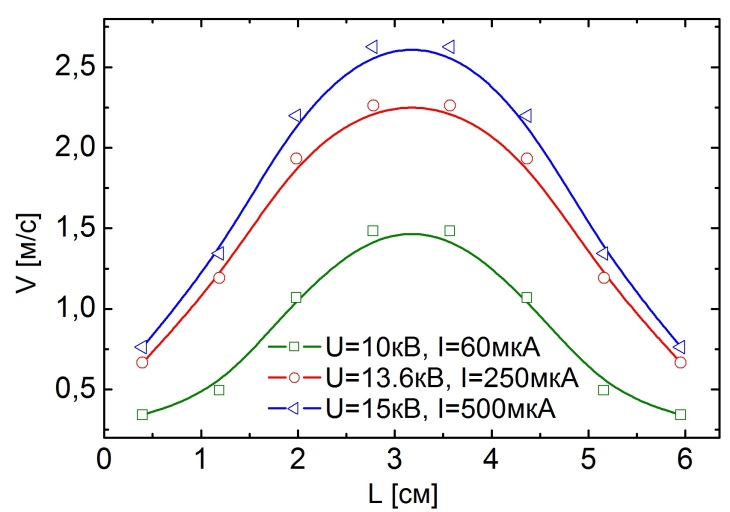 2,5
2,0
1,5
1,0
0,5
V [м/с]
U=10кВ, I=60мкА
U=13.6кВ, I=250мкА
U=15кВ, I=500мкА
0 1 2 3 4 5 6
L [см]